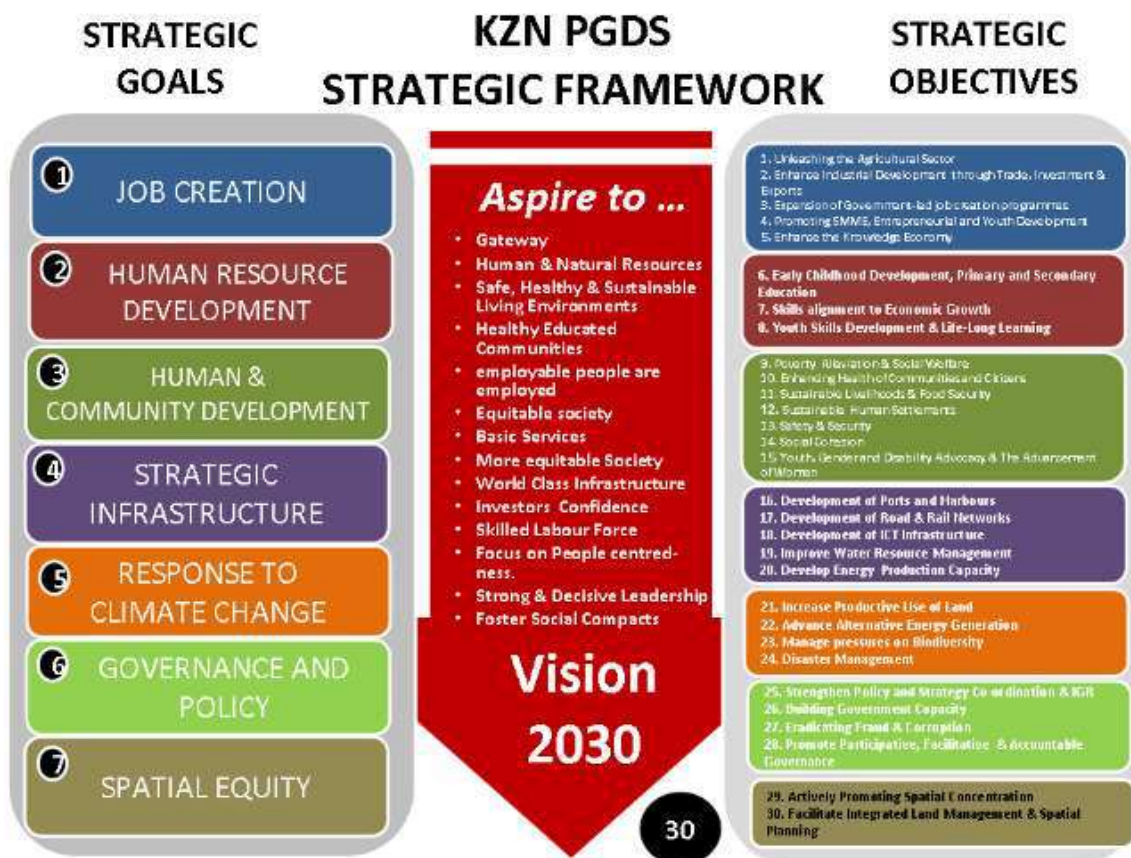 STRATEGIC
GOALS
KZN PGDS
STRATEGIC FRAMEWORK
STRATEGIC
OBJECTIVES
1
JOB CREATION
2
HUMAN RESOURCE
DEVELOPMENT
3
HUMAN &
COMMUNITY DEVELOPMENT
4
STRATEGIC
INFRASTRUCTURE
5
RESPONSE TO
CLIMATE CHANGE
6
GOVERNANCE AND
POLICY
7
SPATIAL EQUITY
Aspire to ...
• Gateway
• Human & Natural Resources
• Safe, Healthy & Sustainable
Living Environments
• Healthy Educated
Communities
• employable people are
employed
• Equitable society
• Basic Services
• More equitable Society
• World Class Infrastructure
• Investors Confidence
• Skilled Labour Force
• Focus on People centred-
ness.
• Strong & Decisive Leadership
• Foster Social Compacts
Vision
2030
30
1. Unleashing the Agricultural Sector
2. Enhance Industrial Development through Trade, Investment &
Exports
3. Expansion of Government-led job creation programmes
4. Promoting SMME, Entrepreneurial and Youth Development
5. Enhance the Knowledge Economy
6. Early Childhood Development, Primary and Secondary
Education
7. Skills alignment to Economic Growth
8. Youth Skills Development & Life-Long Learning
9. Poverty Alleviation & Social Welfare
10. Enhancing Health of Communities and Citizens
11. Sustainable Livelihoods & Food Security
12. Sustainable Human Settlements
13. Safety & Security
14. Social Cohesion
15. Youth, Gender and Disability Advocacy & The Advancement
of Women
16. Development of Ports and Harbours
17. Development of Road & Rail Networks
18. Development of ICT Infrastructure
19. Improve Water Resource Management
20. Develop Energy Production Capacity
21. Increase Productive Use of Land
22. Advance Alternative Energy Generation
23. Manage pressures on Biodiversity
24. Disaster Management
25. Strengthen Policy and Strategy Co-ordination & IGR
26. Building Government Capacity
27. Eradicating Fraud & Corruption
28. Promote Participative, Facilitative & Accountable
Governance
29. Actively Promoting Spatial Concentration
30. Facilitate Integrated Land Management & Spatial
Planning